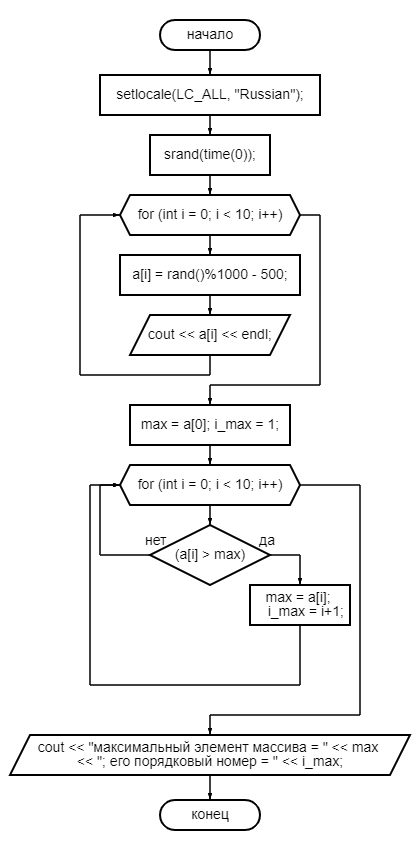 начало
setlocale(LC_ALL, "Russian");
srand(time(0));
for (int i = 0; i < 10; i++)
a[i] = rand()%1000 - 500;
cout << a[i] << endl;
max = a[0]; i_max = 1;
for (int i = 0; i < 10; i++)
нет
да
(a[i] > max)
max = a[i];
i_max = i+1;
cout << "максимальный элемент массива = " << max
<< "; его порядковый номер = " << i_max;
конец